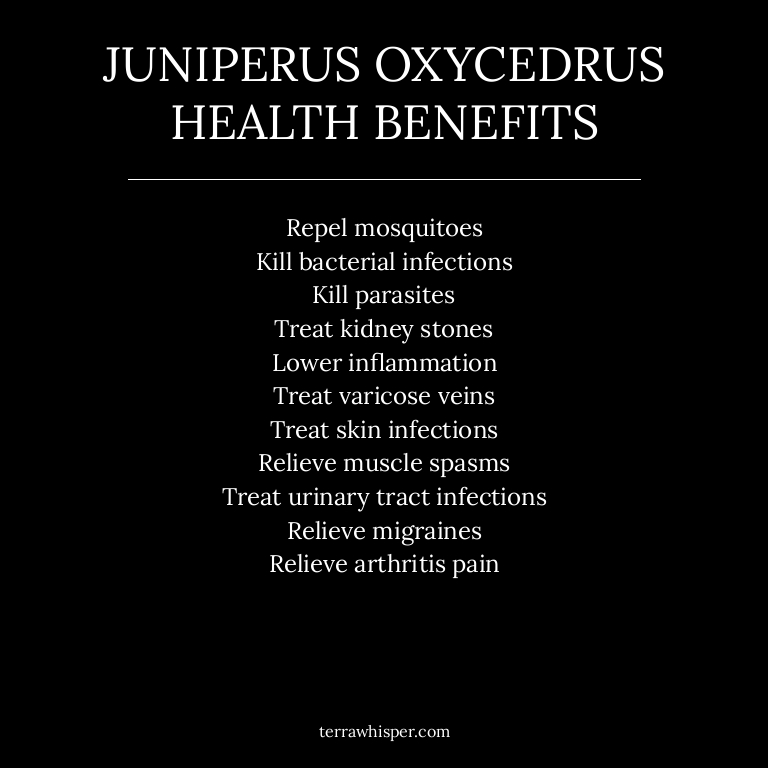 JUNIPERUS OXYCEDRUS
HEALTH BENEFITS
Repel mosquitoes
Kill bacterial infections
Kill parasites
Treat kidney stones
Lower inflammation
Treat varicose veins
Treat skin infections
Relieve muscle spasms
Treat urinary tract infections
Relieve migraines
Relieve arthritis pain
terrawhisper.com